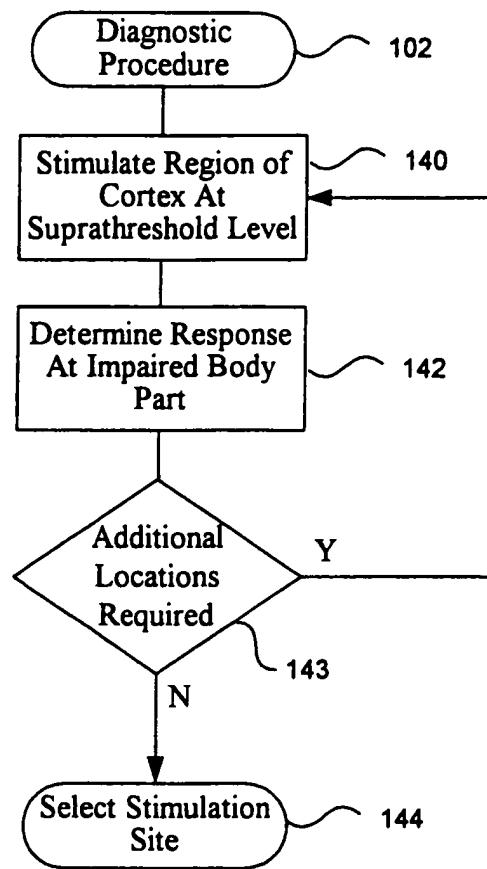 Diagnostic
Procedure
102
Stimulate Region of
Cortex At
Suprathreshold Level
140
Determine Response
At Impaired Body
Part
142
Additional
Locations
Required
Y
143
N
Select Stimulation
Site
144